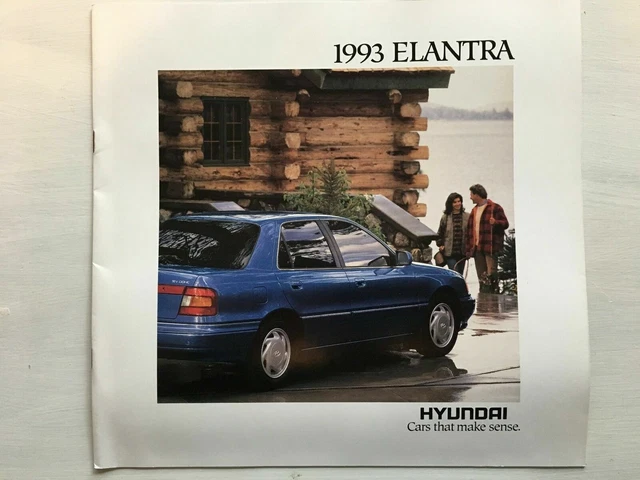 1993 ELANTRA
HYUNDAI
Cars that make sense.